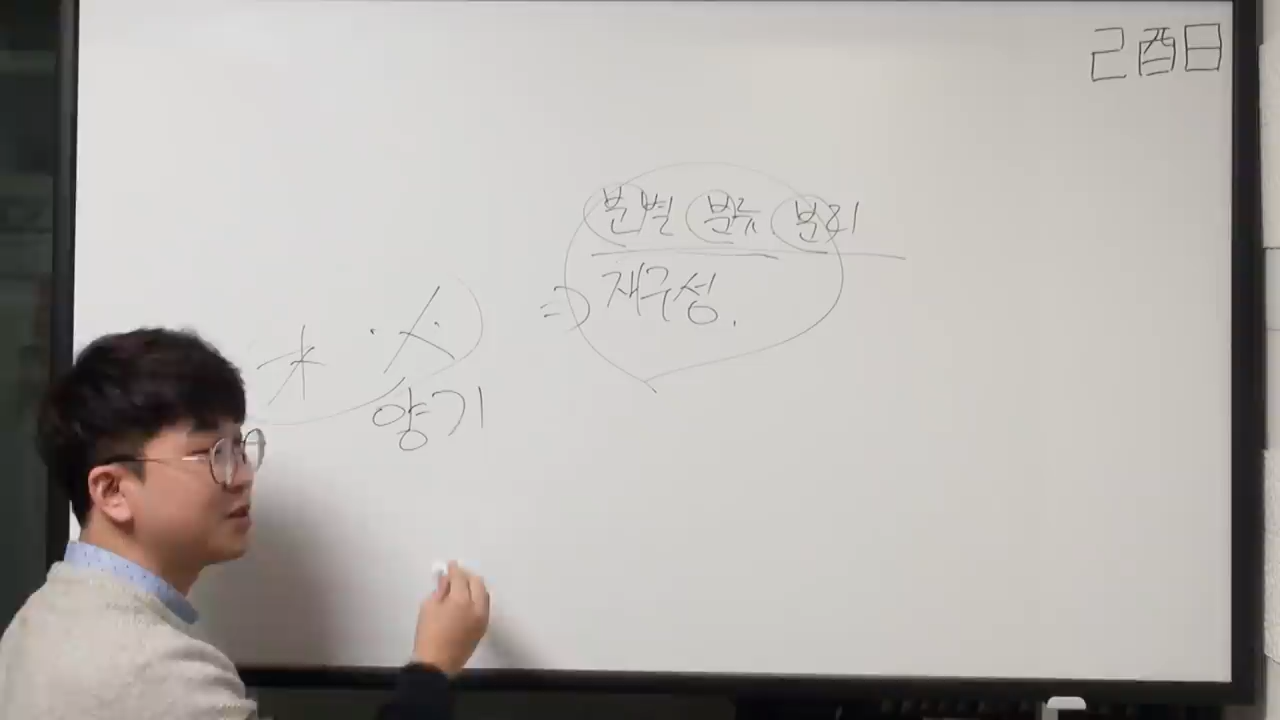 己酉日
분별 분류 분리
재구성.
木 火
양기